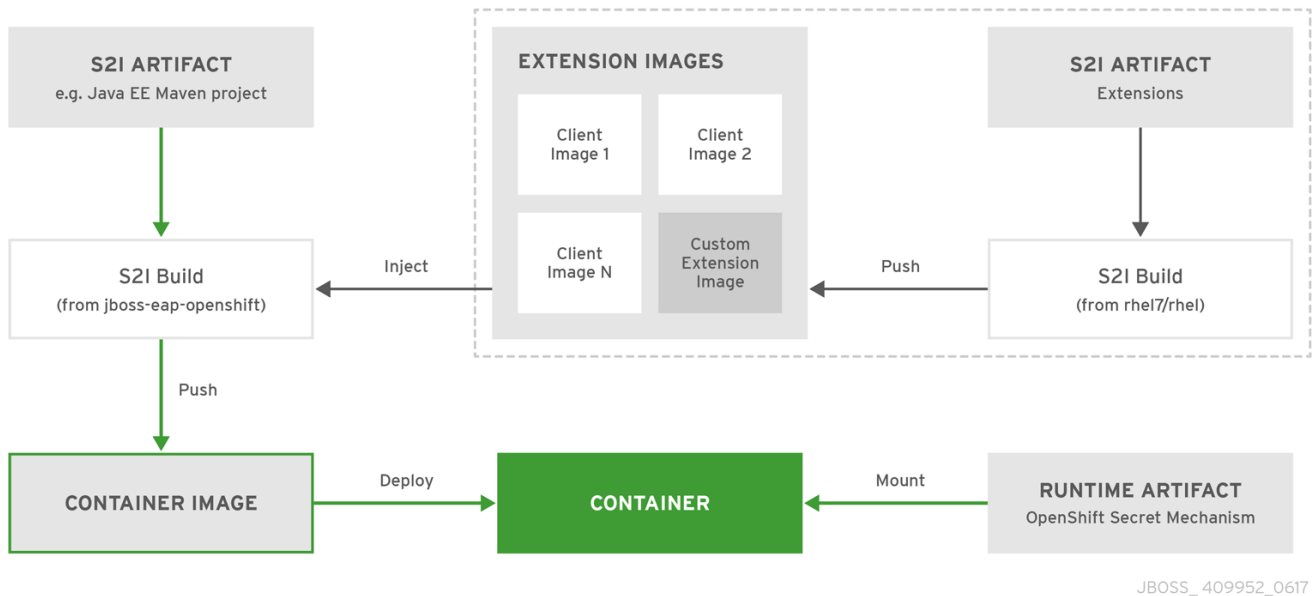 S2I ARTIFACT
e.g. Java EE Maven project
EXTENSION IMAGES
Client
Image 1
Client
Image 2
Client
Image N
Custom
Extension
Image
S2I ARTIFACT
Extensions
S2I Build
(from jboss-eap-openshift)
Inject
Push
S2I Build
(from rhel7/rhel)
Push
CONTAINER IMAGE
Deploy
CONTAINER
Mount
RUNTIME ARTIFACT
OpenShift Secret Mechanism
JBOSS_ 409952_0617